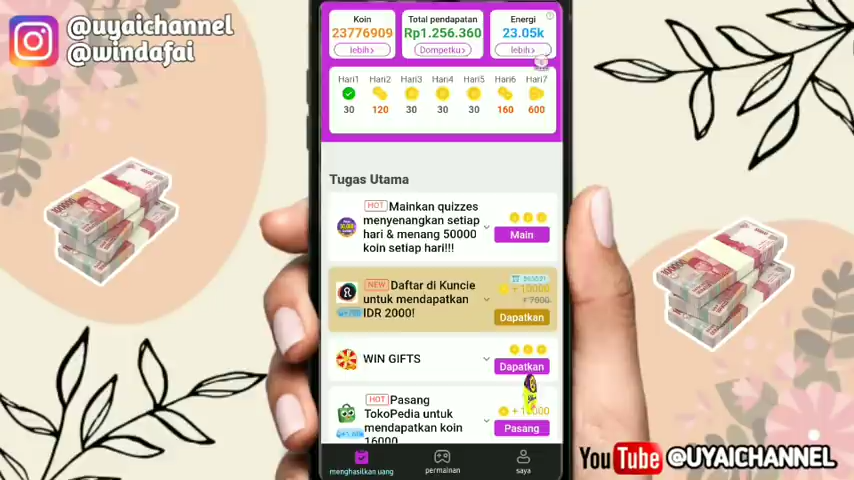 @uyaichannel
@windafai
Koin
23776909
lebih>
Total pendapatan
Rp1.256.360
Dompetku>
Energi
23.05k
lebih>
Hari1 Hari2 Hari3 Hari4 Hari5 Hari6 Hari7
30 120 30 30 30 160 600
Tugas Utama
HOT Mainkan quizzes
menyenangkan setiap
hari & menang 50000
koin setiap hari!!!
Main
NEW Daftar di Kuncie
untuk mendapatkan
IDR 2000!
+ 10000
+ 7000
Dapatkan
WIN GIFTS
Dapatkan
HOT Pasang
TokoPedia untuk
mendapatkan koin
16000
Pasang
menghasilkan uang
permainan
saya
YouTube @UYAICHANNEL